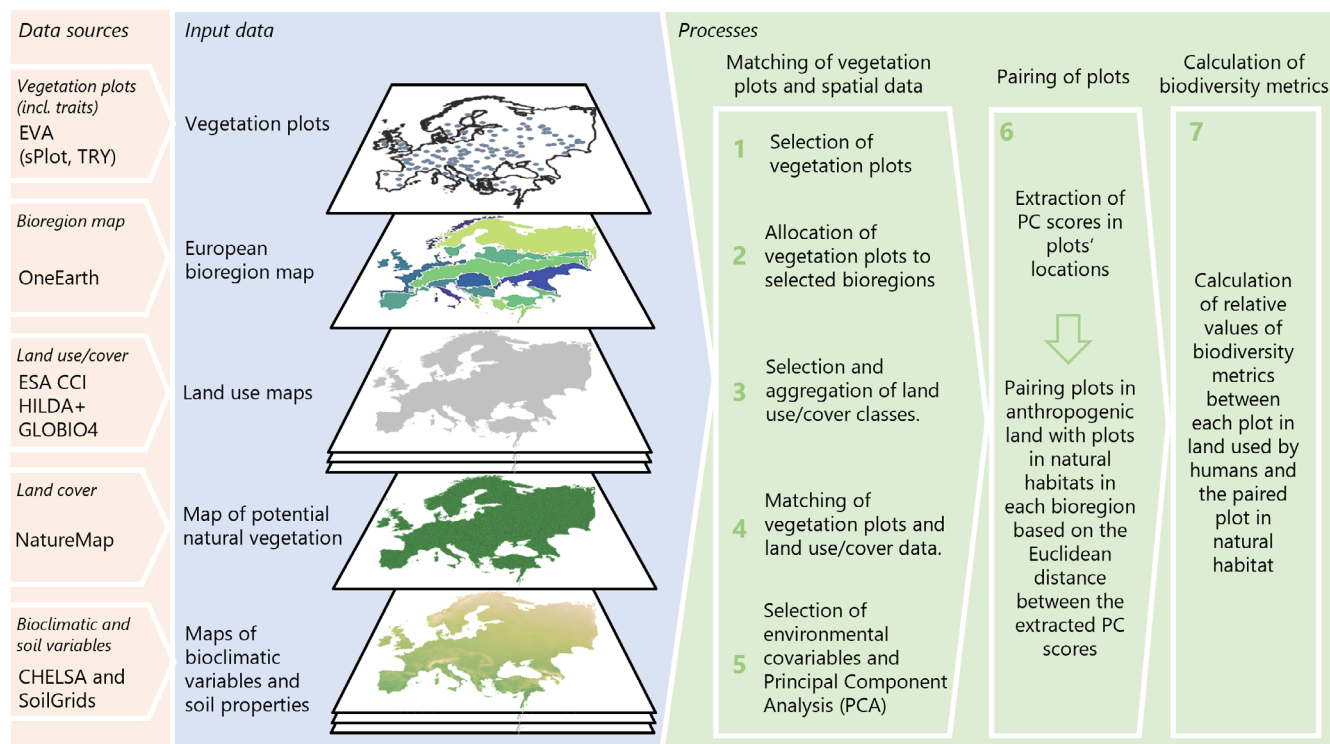 Data sources
Vegetation plots
(incl. traits)
EVA
(sPlot, TRY)
Bioregion map
OneEarth
Land use/cover
ESA CCI
HILDA+
GLOBIO4
Land cover
NatureMap
Bioclimatic and
soil variables
CHELSA and
SoilGrids
Input data
Vegetation plots
European
bioregion map
Land use maps
Map of potential
natural vegetation
Maps of
bioclimatic
variables and
soil properties
Processes
Matching of vegetation
plots and spatial data
1
Selection of
vegetation plots
2
Allocation of
vegetation plots to
selected bioregions
3
Selection and
aggregation of land
use/cover classes.
4
Matching of
vegetation plots and
land use/cover data.
5
Selection of
environmental
covariables and
Principal Component
Analysis (PCA)
Pairing of plots
6
Extraction of
PC scores in
plots‘
locations
Pairing plots in
anthropogenic
land with plots
in natural
habitats in
each bioregion
based on the
Euclidean
distance
between the
extracted PC
scores
Calculation of
biodiversity metrics
7
Calculation
of relative
values of
biodiversity
metrics
between
each plot in
land used by
humans and
the paired
plot in
natural
habitat